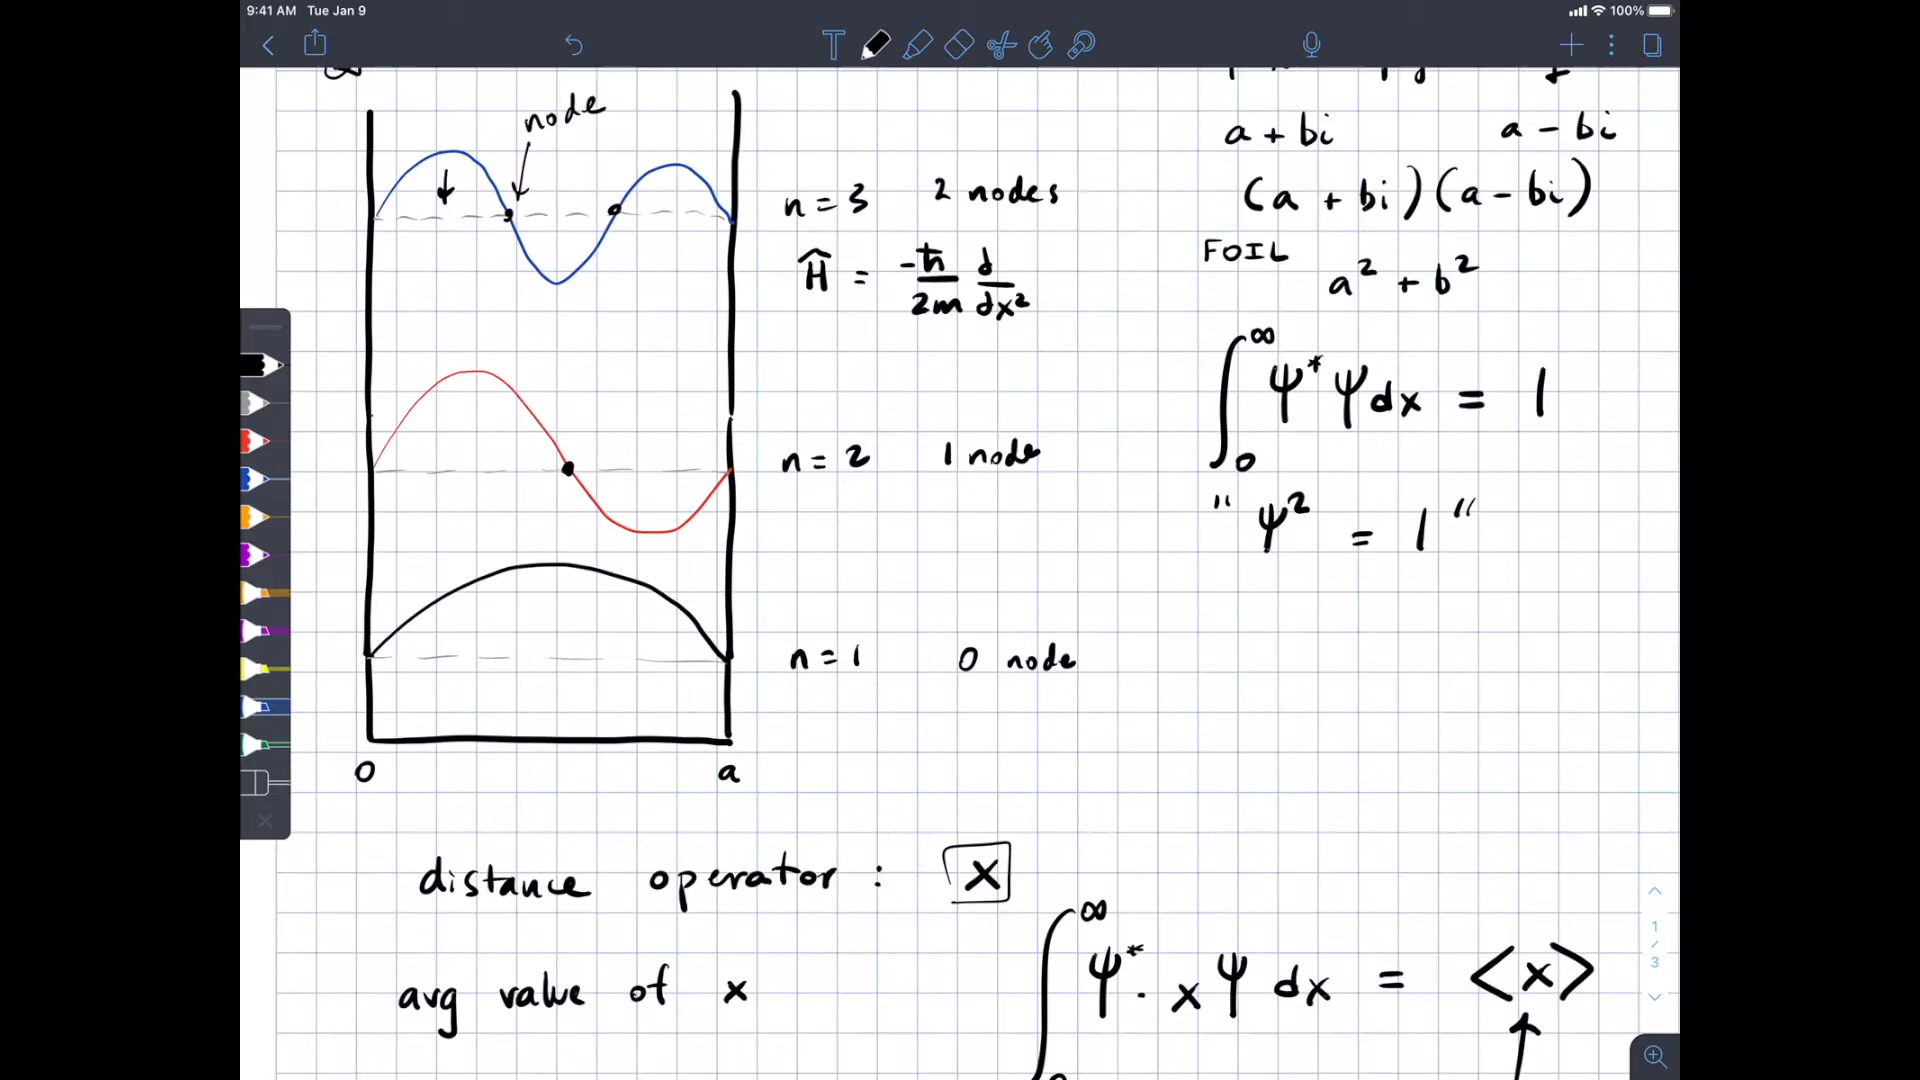 9:41 AM Tue Jan 9
100%
node
n = 3 2 nodes
Ĥ = -ħ/2m d/dx²
n = 2 1 node
n = 1 0 node
0 a
a + bi a - bi
(a + bi)(a - bi)
FOIL a² + b²
∫₀^∞ ψ* ψ dx = 1
" ψ² = 1 "
distance operator : x
avg value of x
∫^∞ ψ* · x ψ dx = <x>
1
/
3